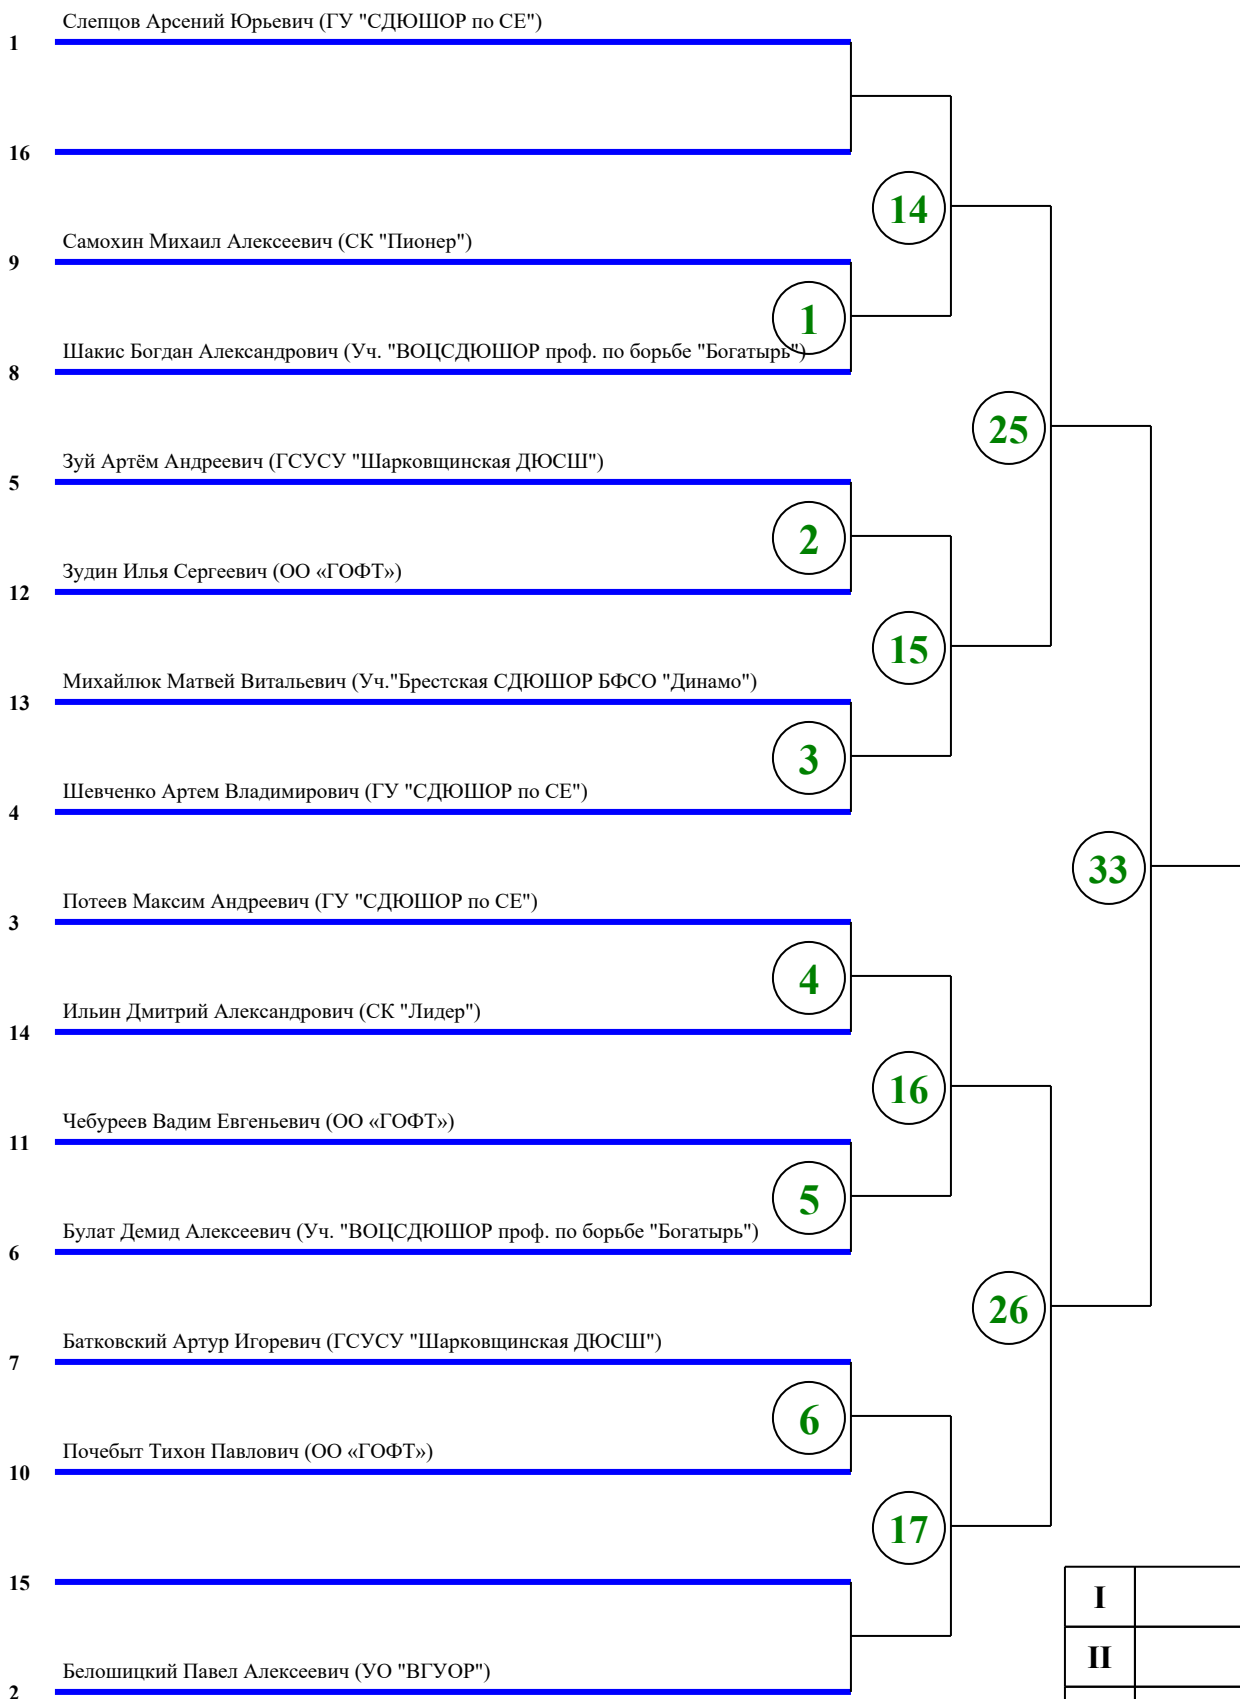 Слепцов Арсений Юрьевич (ГУ "СДЮШОР по СЕ")
1
16
14
Самохин Михаил Алексеевич (СК "Пионер")
9
1
Шакис Богдан Александрович (Уч. "ВОЦСДЮШОР проф. по борьбе "Богатырь")
8
25
Зуй Артём Андреевич (ГСУСУ "Шарковщинская ДЮСШ")
5
2
Зудин Илья Сергеевич (ОО «ГОФТ»)
12
15
Михайлюк Матвей Витальевич (Уч."Брестская СДЮШОР БФСО "Динамо")
13
3
Шевченко Артем Владимирович (ГУ "СДЮШОР по СЕ")
4
33
Потеев Максим Андреевич (ГУ "СДЮШОР по СЕ")
3
4
Ильин Дмитрий Александрович (СК "Лидер")
14
16
Чебуреев Вадим Евгеньевич (ОО «ГОФТ»)
11
5
Булат Демид Алексеевич (Уч. "ВОЦСДЮШОР проф. по борьбе "Богатырь")
6
26
Батковский Артур Игоревич (ГСУСУ "Шарковщинская ДЮСШ")
7
6
Почебыт Тихон Павлович (ОО «ГОФТ»)
10
17
15
I
II
Белошицкий Павел Алексеевич (УО "ВГУОР")
2